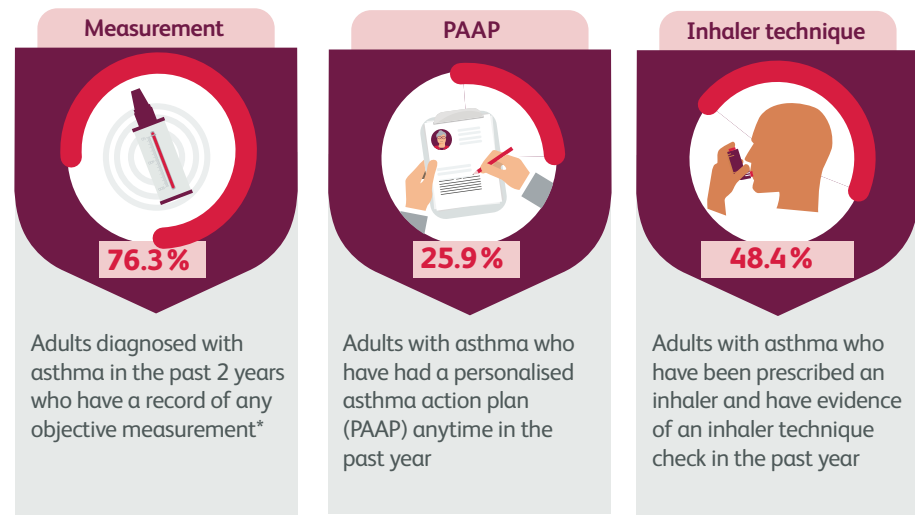 Measurement
76.3%
Adults diagnosed with
asthma in the past 2 years
who have a record of any
objective measurement*
PAAP
25.9%
Adults with asthma who
have had a personalised
asthma action plan
(PAAP) anytime in the
past year
Inhaler technique
48.4%
Adults with asthma who
have been prescribed an
inhaler and have evidence
of an inhaler technique
check in the past year